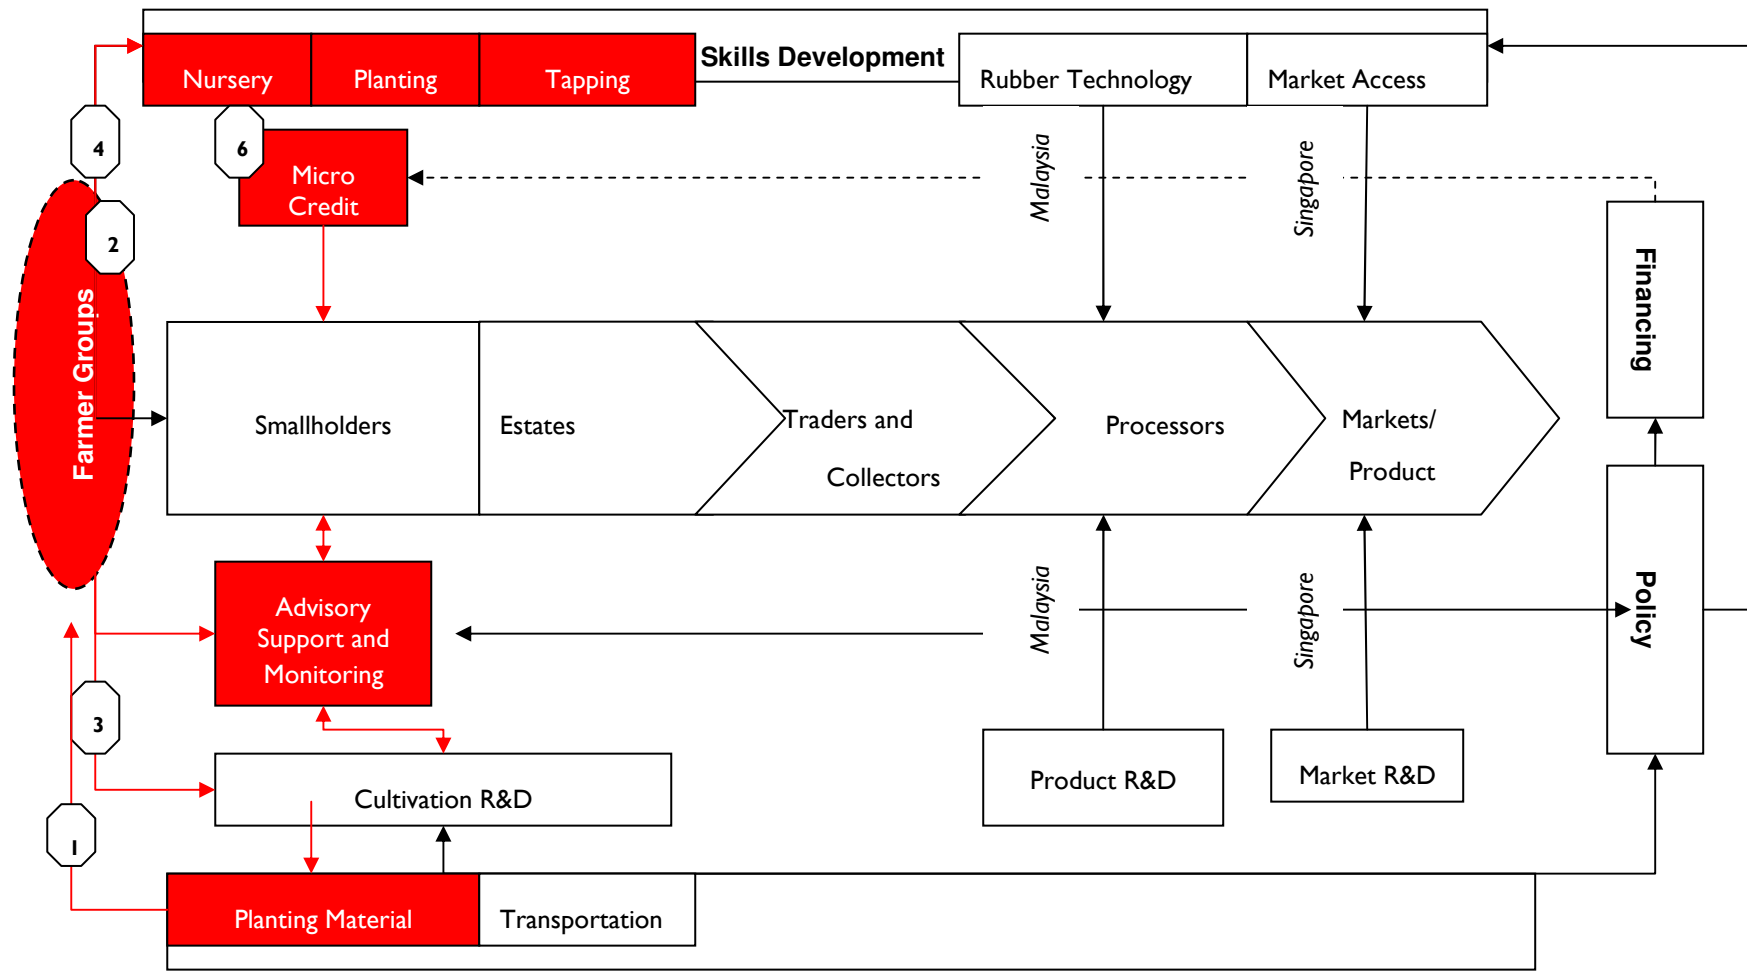 Skills Development
Nursery
Planting
Tapping
Rubber Technology
Market Access
4
6
Micro
Credit
Malaysia
Singapore
2
Farmer Groups
Financing
Smallholders
Estates
Traders and
Collectors
Processors
Markets/
Product
Advisory
Support and
Monitoring
Malaysia
Singapore
Policy
3
Cultivation R&D
Product R&D
Market R&D
1
Planting Material
Transportation